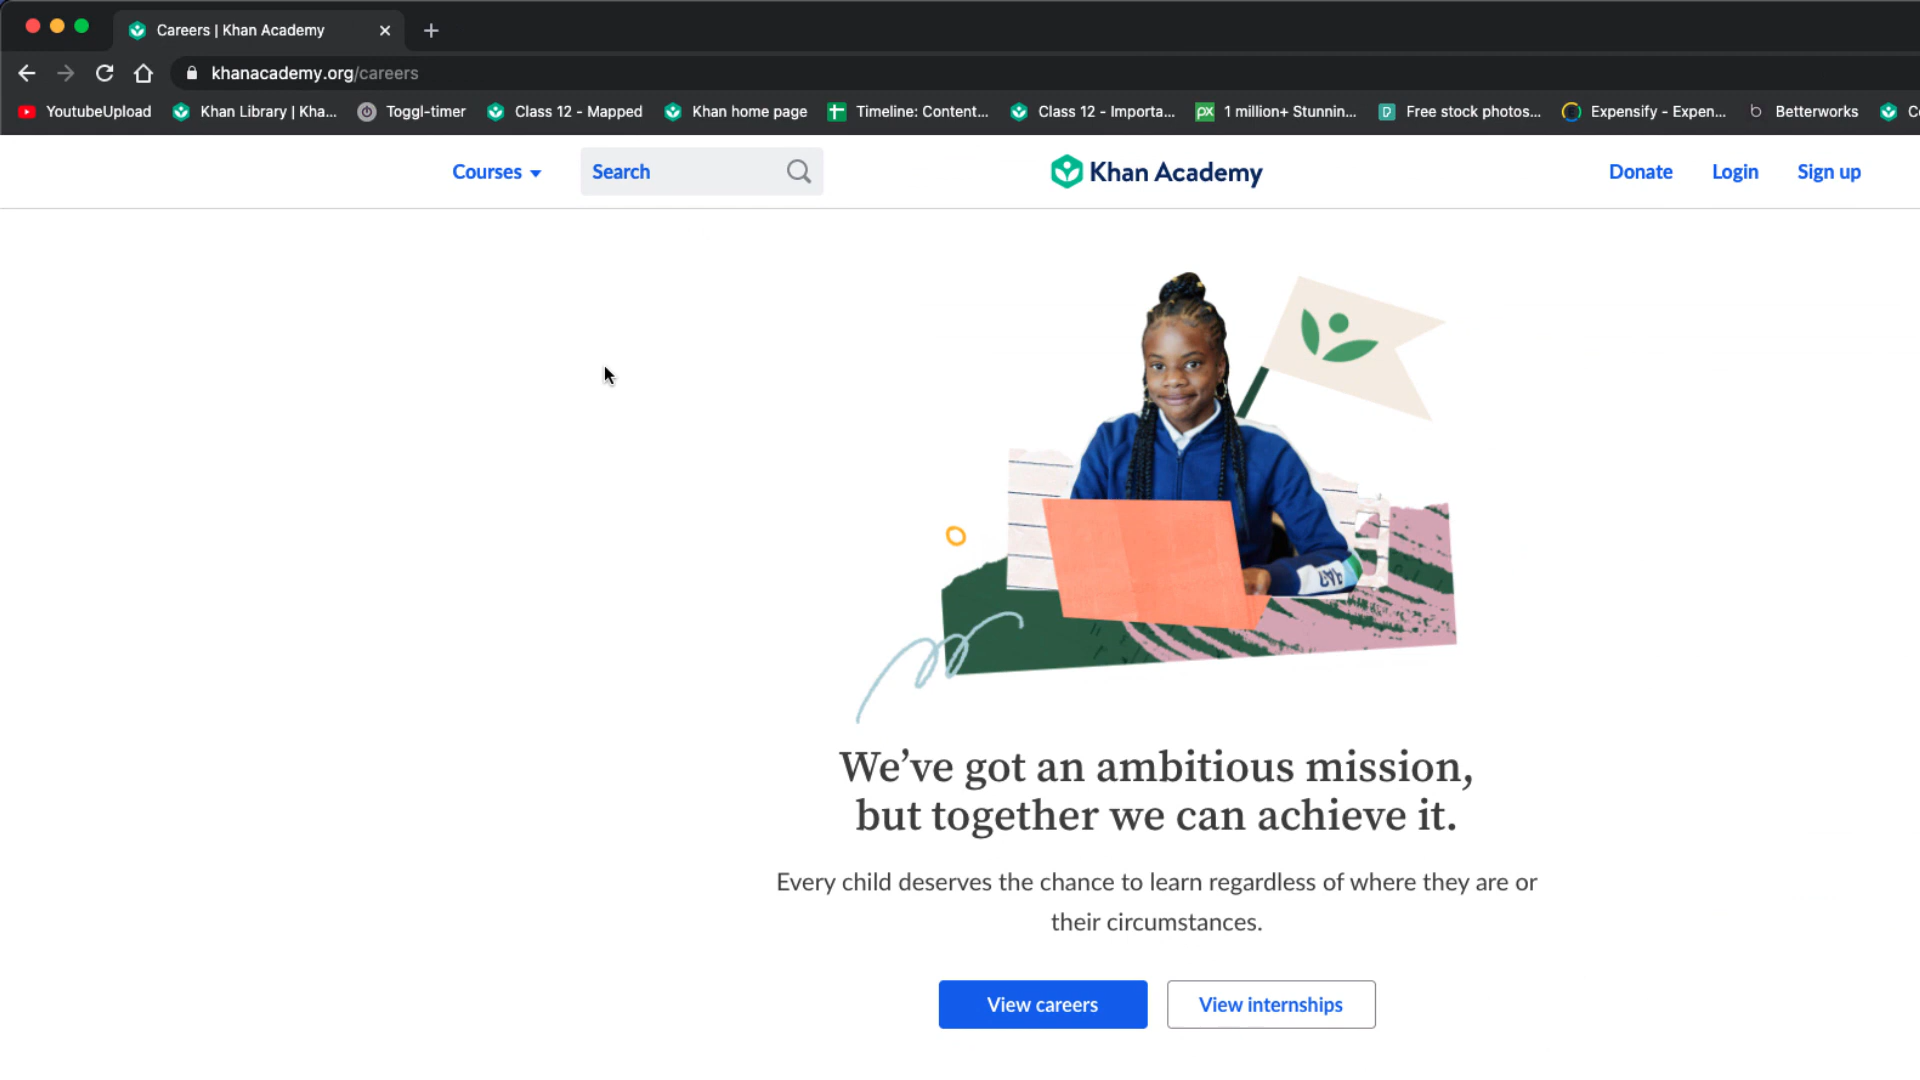 Careers | Khan Academy
khanacademy.org/careers
YoutubeUpload Khan Library | Kha... Toggl-timer Class 12 - Mapped Khan home page Timeline: Content... Class 12 - Importa... 1 million+ Stunnin... Free stock photos... Expensify - Expen... Betterworks
Courses Search Khan Academy Donate Login Sign up
We’ve got an ambitious mission,
but together we can achieve it.
Every child deserves the chance to learn regardless of where they are or
their circumstances.
View careers View internships